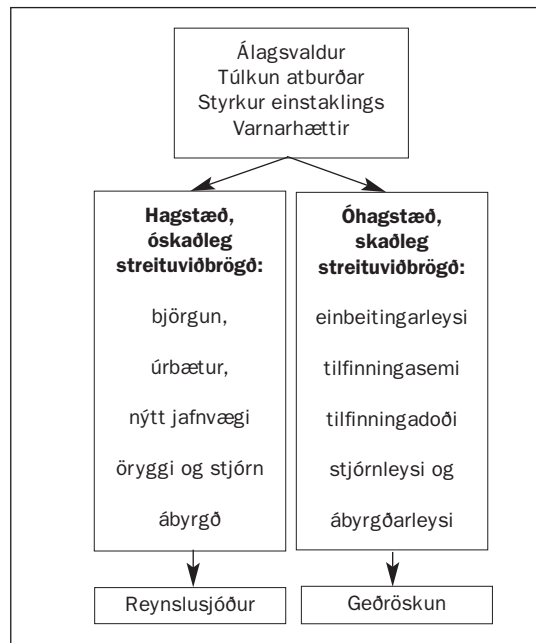 Álagsvaldur
Túlkun atburðar
Styrkur einstaklings
Varnarhættir
Hagstæð,
óskaðleg
streituviðbrögð:
björgun,
úrbætur,
nýtt jafnvægi
öryggi og stjórn
ábyrgð
Reynslusjóður
Óhagstæð,
skaðleg
streituviðbrögð:
einbeitingarleysi
tilfinningasemi
tilfinningadoði
stjórnleysi og
ábyrgðarleysi
Geðröskun